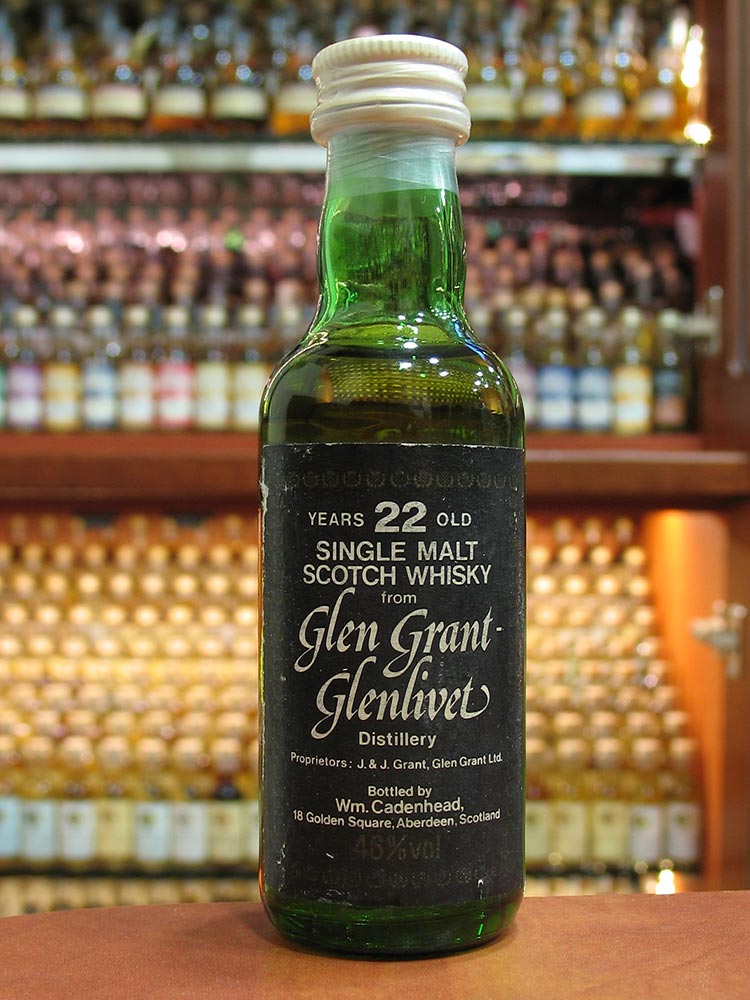 YEARS 22 OLD
SINGLE MALT
SCOTCH WHISKY
from
Glen Grant-
Glenlivet
Distillery
Proprietors: J. & J. Grant, Glen Grant Ltd.
Bottled by
Wm. Cadenhead,
18 Golden Square, Aberdeen, Scotland
46% vol